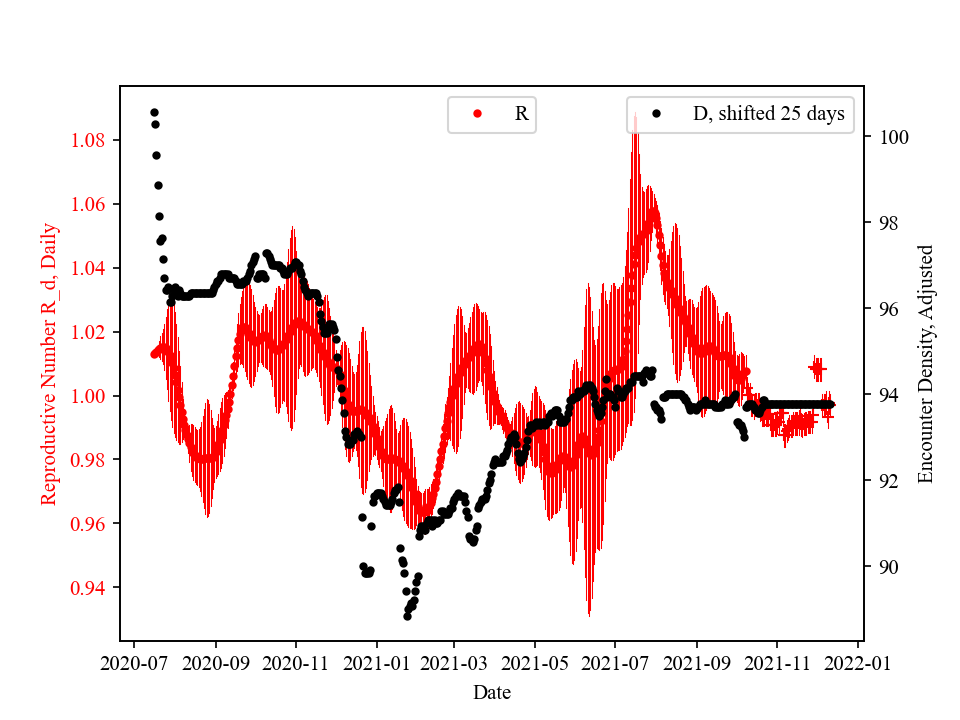 R
D, shifted 25 days
1.08
1.06
1.04
1.02
1.00
0.98
0.96
0.94
Reproductive Number R_d, Daily
100
98
96
94
92
90
Encounter Density, Adjusted
2020-07 2020-09 2020-11 2021-01 2021-03 2021-05 2021-07 2021-09 2021-11 2022-01
Date